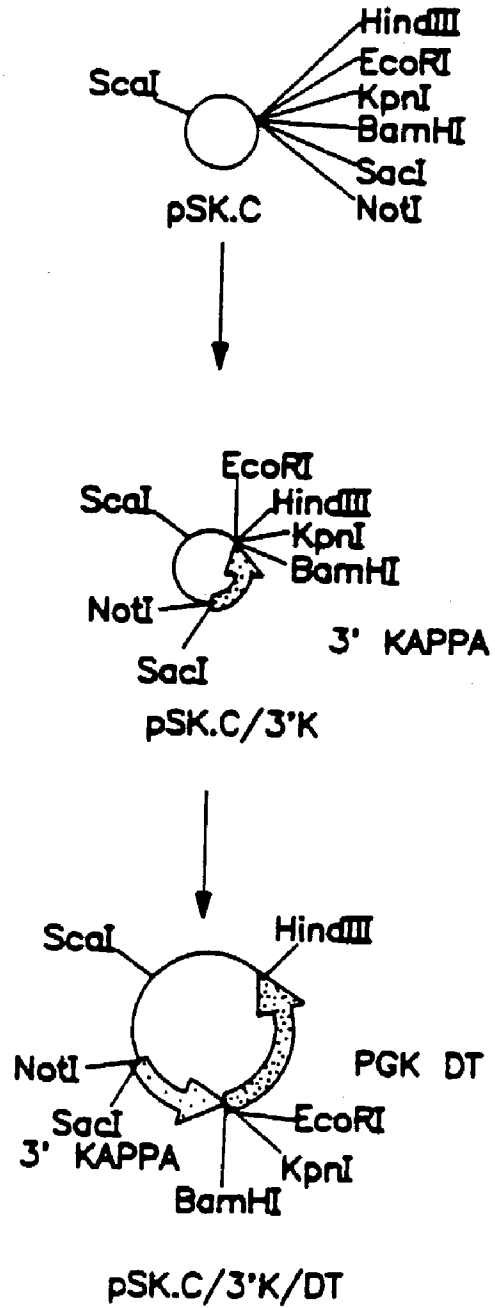 HindIII
EcoRI
ScaI
KpnI
BamHI
SacI
NotI
pSK.C
EcoRI
ScaI
HindIII
KpnI
BamHI
NotI
3' KAPPA
SacI
pSK.C/3'K
HindIII
ScaI
PGK DT
NotI
EcoRI
SacI
3' KAPPA
KpnI
BamHI
pSK.C/3'K/DT